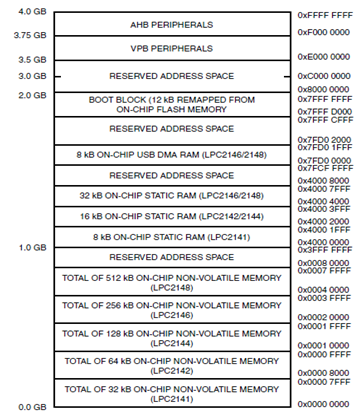 4.0 GB
0xFFFF FFFF
AHB PERIPHERALS
3.75 GB
0xF000 0000
VPB PERIPHERALS
3.5 GB
0xE000 0000
3.0 GB
RESERVED ADDRESS SPACE
0xC000 0000
2.0 GB
0x8000 0000
BOOT BLOCK (12 kB REMAPPED FROM
ON-CHIP FLASH MEMORY
0x7FFF FFFF
0x7FFF D000
0x7FFF CFFF
RESERVED ADDRESS SPACE
0x7FD0 2000
0x7FD0 1FFF
8 kB ON-CHIP USB DMA RAM (LPC2146/2148)
0x7FD0 0000
0x7FCF FFFF
RESERVED ADDRESS SPACE
0x4000 8000
0x4000 7FFF
32 kB ON-CHIP STATIC RAM (LPC2146/2148)
0x4000 4000
0x4000 3FFF
16 kB ON-CHIP STATIC RAM (LPC2142/2144)
0x4000 2000
0x4000 1FFF
8 kB ON-CHIP STATIC RAM (LPC2141)
1.0 GB
0x4000 0000
0x3FFF FFFF
RESERVED ADDRESS SPACE
0x0008 0000
0x0007 FFFF
TOTAL OF 512 kB ON-CHIP NON-VOLATILE MEMORY
(LPC2148)
0x0004 0000
0x0003 FFFF
TOTAL OF 256 kB ON-CHIP NON-VOLATILE MEMORY
(LPC2146)
0x0002 0000
0x0001 FFFF
TOTAL OF 128 kB ON-CHIP NON-VOLATILE MEMORY
(LPC2144)
0x0001 0000
0x0000 FFFF
TOTAL OF 64 kB ON-CHIP NON-VOLATILE MEMORY
(LPC2142)
0x0000 8000
0x0000 7FFF
TOTAL OF 32 kB ON-CHIP NON-VOLATILE MEMORY
(LPC2141)
0.0 GB
0x0000 0000